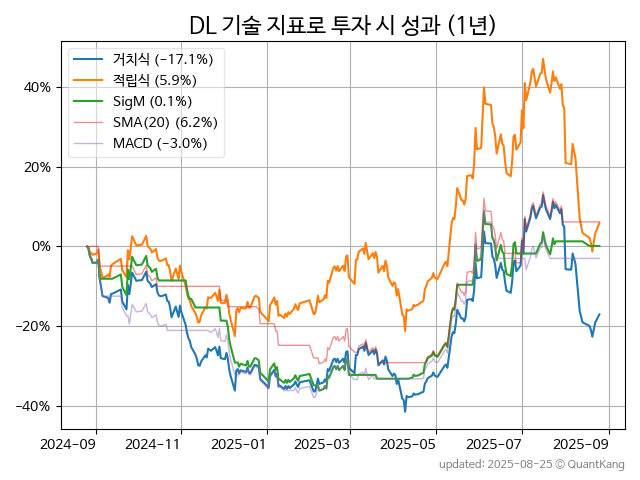 DL 기술 지표로 투자 시 성과 (1년)
거치식 (−17.1%)
적립식 (5.9%)
SigM (0.1%)
SMA(20) (6.2%)
MACD (−3.0%)
40%
20%
0%
−20%
−40%
2024-09
2024-11
2025-01
2025-03
2025-05
2025-07
2025-09
updated: 2025-08-25 © QuantKang